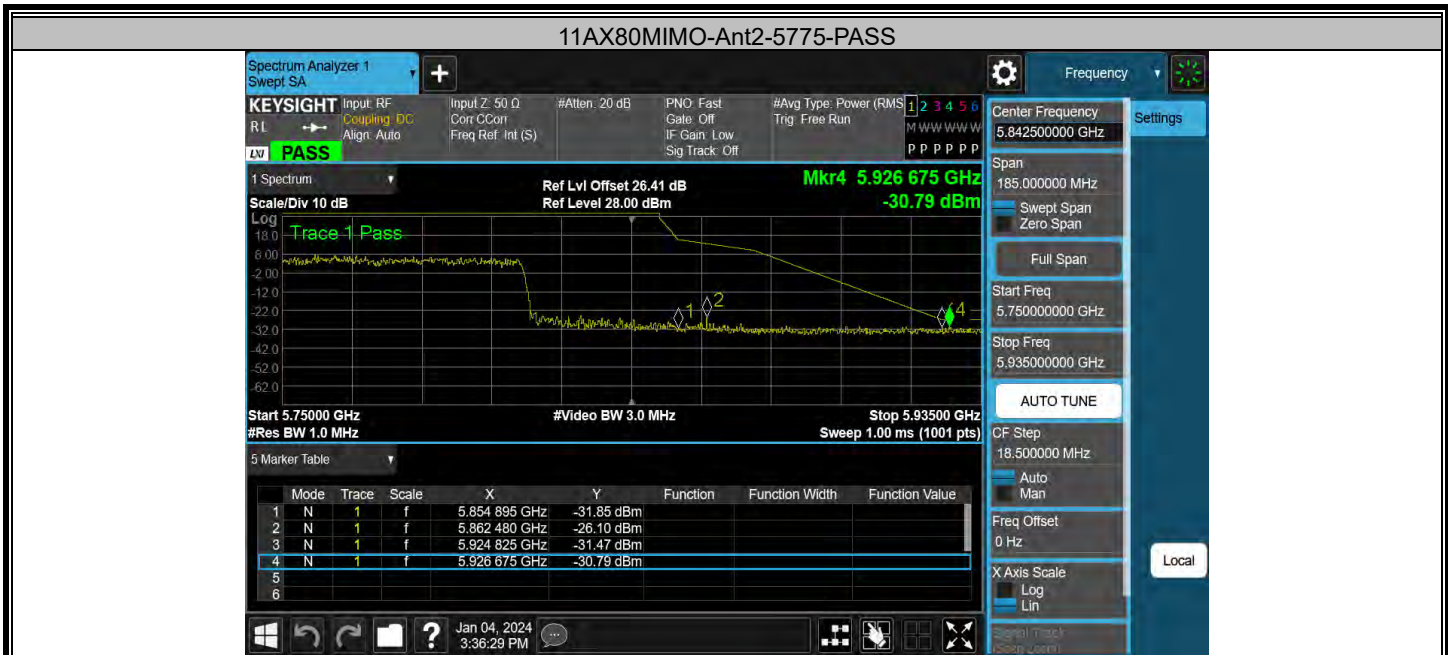 11AX80MIMO-Ant2-5775-PASS
Spectrum Analyzer 1
Swept SA
Frequency
KEYSIGHT
RL
LXI
PASS
Input: RF
Coupling: DC
Align: Auto
Input Z: 50 Ω
Corr CCorr
Freq Ref: Int (S)
#Atten: 20 dB
PNO: Fast
Gate: Off
IF Gain: Low
Sig Track: Off
#Avg Type: Power (RMS
Trig: Free Run
1 2 3 4 5 6
M W W W W W
P P P P P P
1 Spectrum
Scale/Div 10 dB
Ref Lvl Offset 26.41 dB
Ref Level 28.00 dBm
Mkr4 5.926 675 GHz
-30.79 dBm
Log
Trace 1 Pass
18.0
8.00
-2.00
-12.0
-22.0
-32.0
-42.0
-52.0
-62.0
1
2
4
Start 5.75000 GHz
#Res BW 1.0 MHz
#Video BW 3.0 MHz
Stop 5.93500 GHz
Sweep 1.00 ms (1001 pts)
5 Marker Table
Mode Trace Scale X Y Function Function Width Function Value
1 N 1 f 5.854 895 GHz -31.85 dBm
2 N 1 f 5.862 480 GHz -26.10 dBm
3 N 1 f 5.924 825 GHz -31.47 dBm
4 N 1 f 5.926 675 GHz -30.79 dBm
5
6
Center Frequency
5.842500000 GHz
Settings
Span
185.000000 MHz
Swept Span
Zero Span
Full Span
Start Freq
5.750000000 GHz
Stop Freq
5.935000000 GHz
AUTO TUNE
CF Step
18.500000 MHz
Auto
Man
Freq Offset
0 Hz
X Axis Scale
Log
Lin
Signal Track
(Span Zoom)
Local
?
Jan 04, 2024
3:36:29 PM